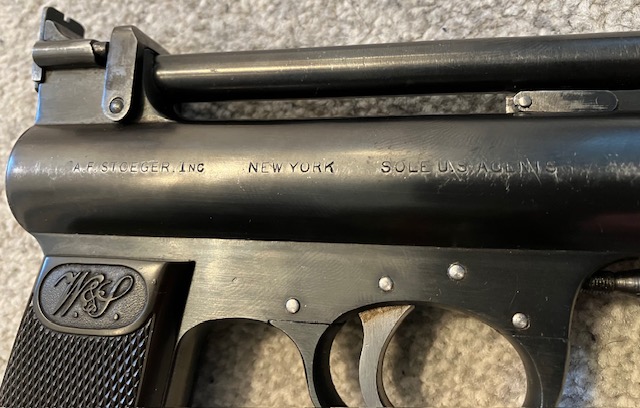 A.F. STOEGER. INC NEW YORK SOLE U.S. AGENTS
W&S